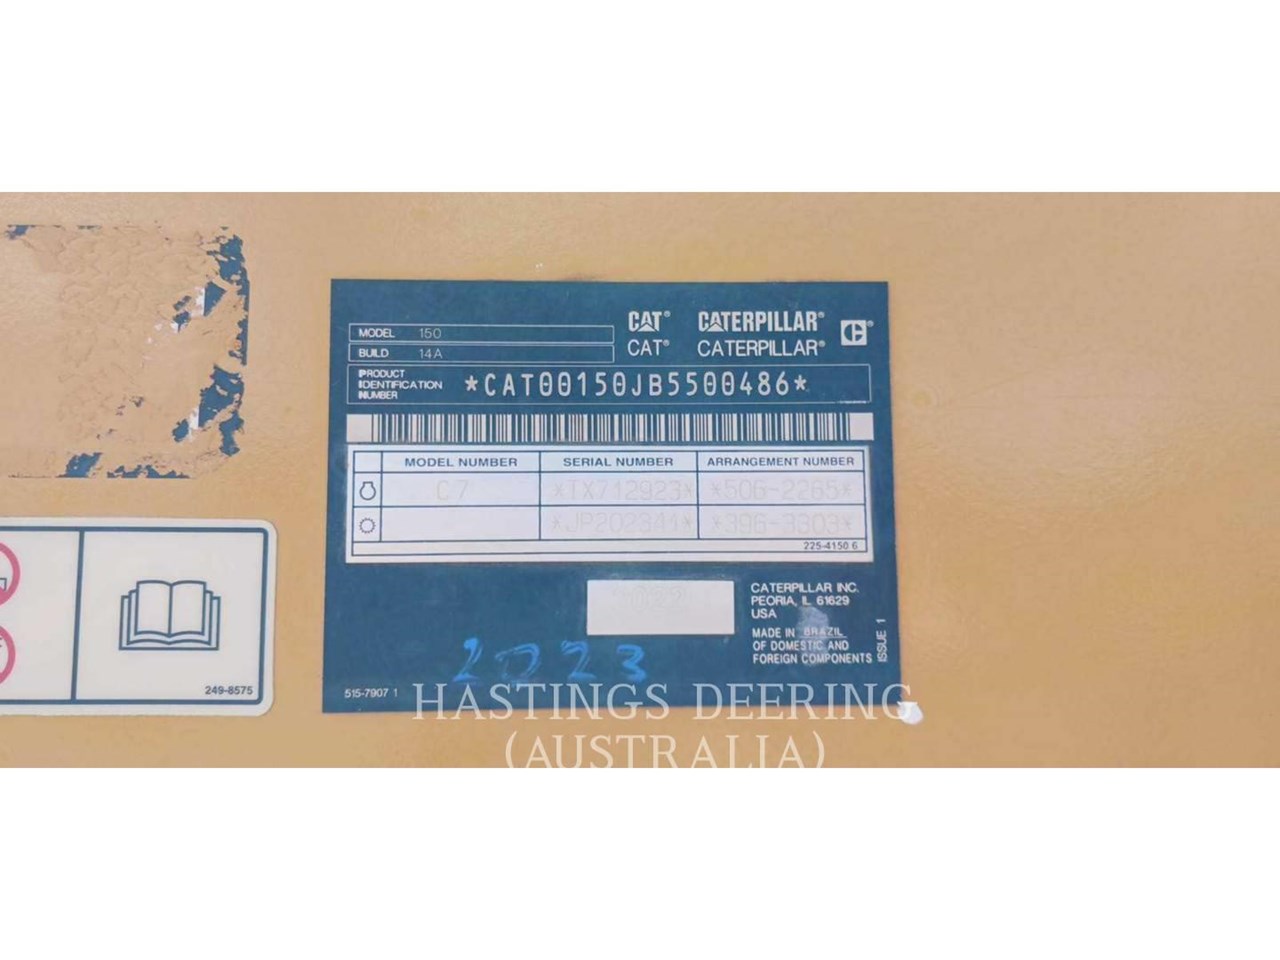 MODEL 150
BUILD 14A
CAT® CATERPILLAR®
CAT® CATERPILLAR®
C®
PRODUCT
IDENTIFICATION
NUMBER
*CAT00150JB5500486*
MODEL NUMBER SERIAL NUMBER ARRANGEMENT NUMBER
C7 *TX712923* *506-2265*
*JP202341* *396-3303*
225-4150 6
CATERPILLAR INC.
PEORIA, IL 61629
USA
MADE IN BRAZIL
OF DOMESTIC AND
FOREIGN COMPONENTS
ISSUE 1
2023
515-7907 1
249-8575
HASTINGS DEERING
(AUSTRALIA)